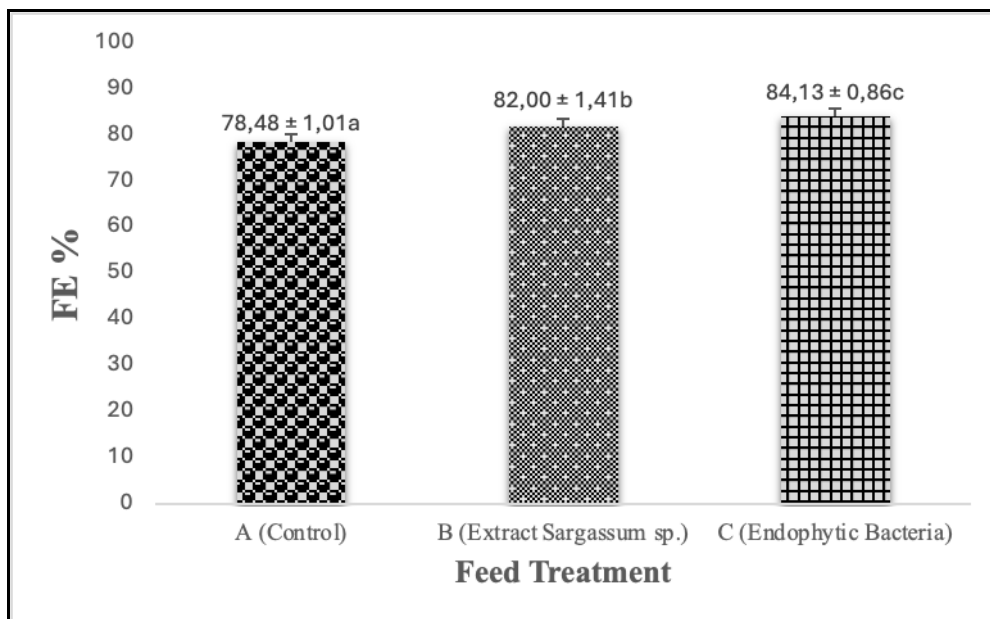 100
90
80
70
60
50
40
30
20
10
0
FE %
78,48 ± 1,01a
82,00 ± 1,41b
84,13 ± 0,86c
A (Control)
B (Extract Sargassum sp.)
C (Endophytic Bacteria)
Feed Treatment